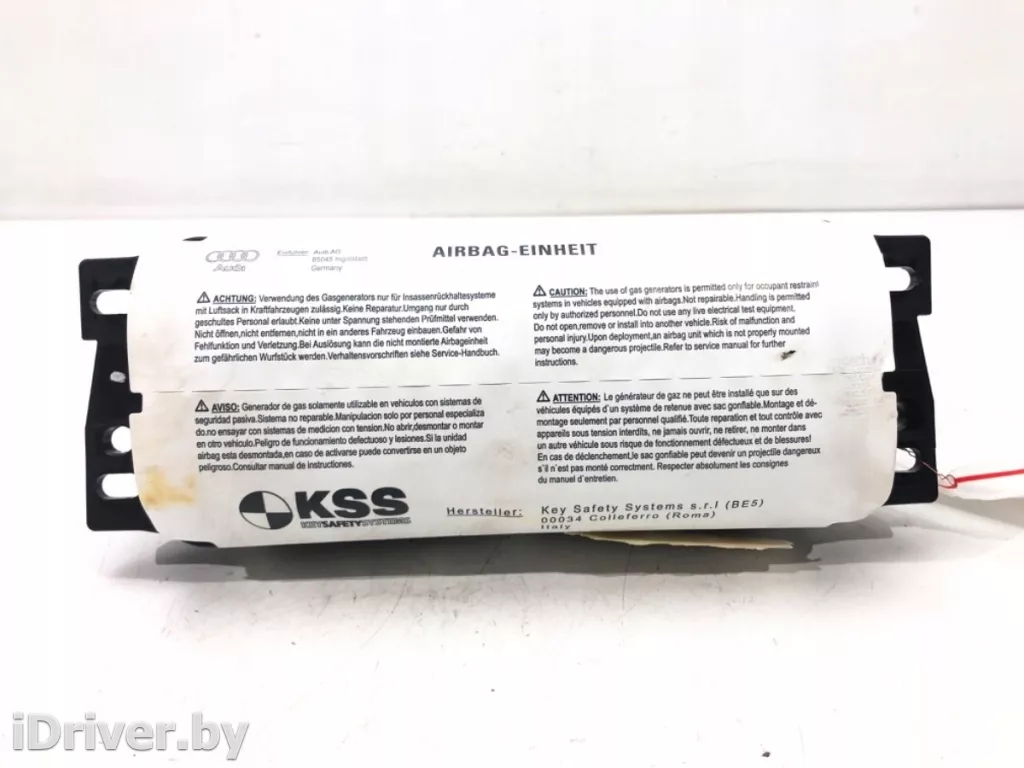 Audi
Enthülver. Audi AG
85045 Ingolstadt
Germany
AIRBAG-EINHEIT
ACHTUNG: Verwendung des Gasgenerators nur für Insassenrückhaltesysteme
mit Luftsack in Kraftfahrzeugen zulässig.Keine Reparatur.Umgang nur durch
geschultes Personal erlaubt.Keine unter Spannung stehenden Prüfmittel verwenden.
Nicht öffnen,nicht entfernen,nicht in ein anderes Fahrzeug einbauen.Gefahr von
Fehlfunktion und Verletzung.Bei Auslösung kann die nicht montierte Airbageinheit
zum gefährlichen Wurfstück werden.Verhaltensvorschriften siehe Service-Handbuch.
CAUTION: The use of gas generators is permitted only for occupant restraint
systems in vehicles equipped with airbags.Not repairable.Handling is permitted
only by authorized personnel.Do not use any live electrical test equipment.
Do not open,remove or install into another vehicle.Risk of malfunction and
personal injury.Upon deployment,an airbag unit which is not properly mounted
may become a dangerous projectile.Refer to service manual for further
instructions.
AVISO: Generador de gas solamente utilizable en vehículos con sistemas de
seguridad pasiva.Sistema no reparable.Manipulacion solo por personal especializa
do.no ensayar con sistemas de medicion con tension.No abrir,desmontar o montar
en otro vehículo.Peligro de funcionamiento defectuoso y lesiones.Si la unidad
airbag esta desmontada,en caso de activarse puede convertirse en un objeto
peligroso.Consultar manual de instrucciones.
ATTENTION: Le générateur de gaz ne peut être installé que sur des
véhicules équipés d'un système de retenue avec sac gonflable.Montage et dé-
montage seulement par personnel qualifié.Toute reparation et tout contrôle avec
appareils sous tension interdits, ne jamais ouvrir, ne retirer, ne monter dans
un autre véhicule sous risque de fonctionnement défectueux et de blessures!
En cas de déclenchement,le sac gonflable peut devenir un projectile dangereux
s'il n'est pas monté correctment. Respecter absolument les consignes
du manuel d'entretien.
KSS
KEYSAFETYSYSTEMS
Hersteller: Key Safety Systems s.r.l (BE5)
00034 Colleferro (Roma)
Italy
iDriver.by